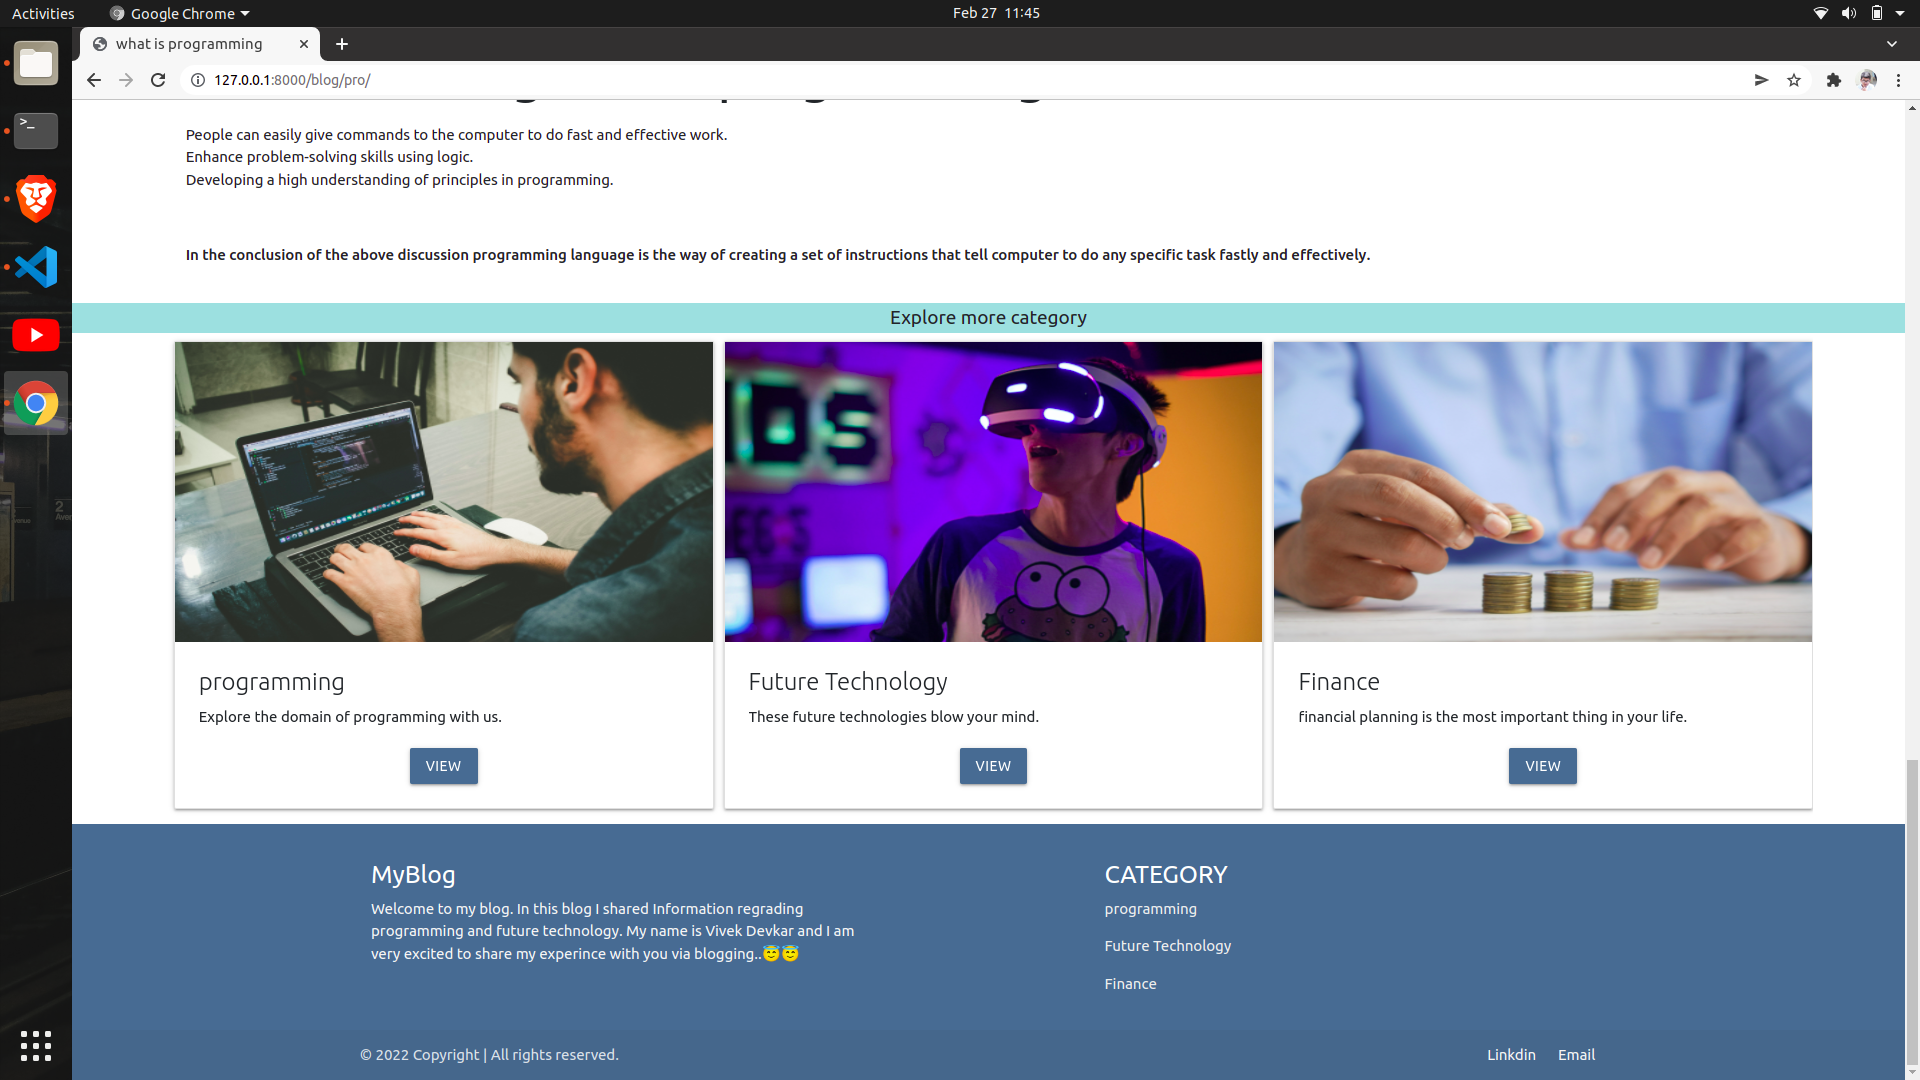 Activities
Google Chrome
Feb 27 11:45
what is programming
127.0.0.1:8000/blog/pro/
People can easily give commands to the computer to do fast and effective work.
Enhance problem-solving skills using logic.
Developing a high understanding of principles in programming.
In the conclusion of the above discussion programming language is the way of creating a set of instructions that tell computer to do any specific task fastly and effectively.
Explore more category
programming
Explore the domain of programming with us.
VIEW
Future Technology
These future technologies blow your mind.
VIEW
Finance
financial planning is the most important thing in your life.
VIEW
MyBlog
Welcome to my blog. In this blog I shared Information regrading
programming and future technology. My name is Vivek Devkar and I am
very excited to share my experince with you via blogging..😇😇
CATEGORY
programming
Future Technology
Finance
© 2022 Copyright | All rights reserved.
Linkdin
Email